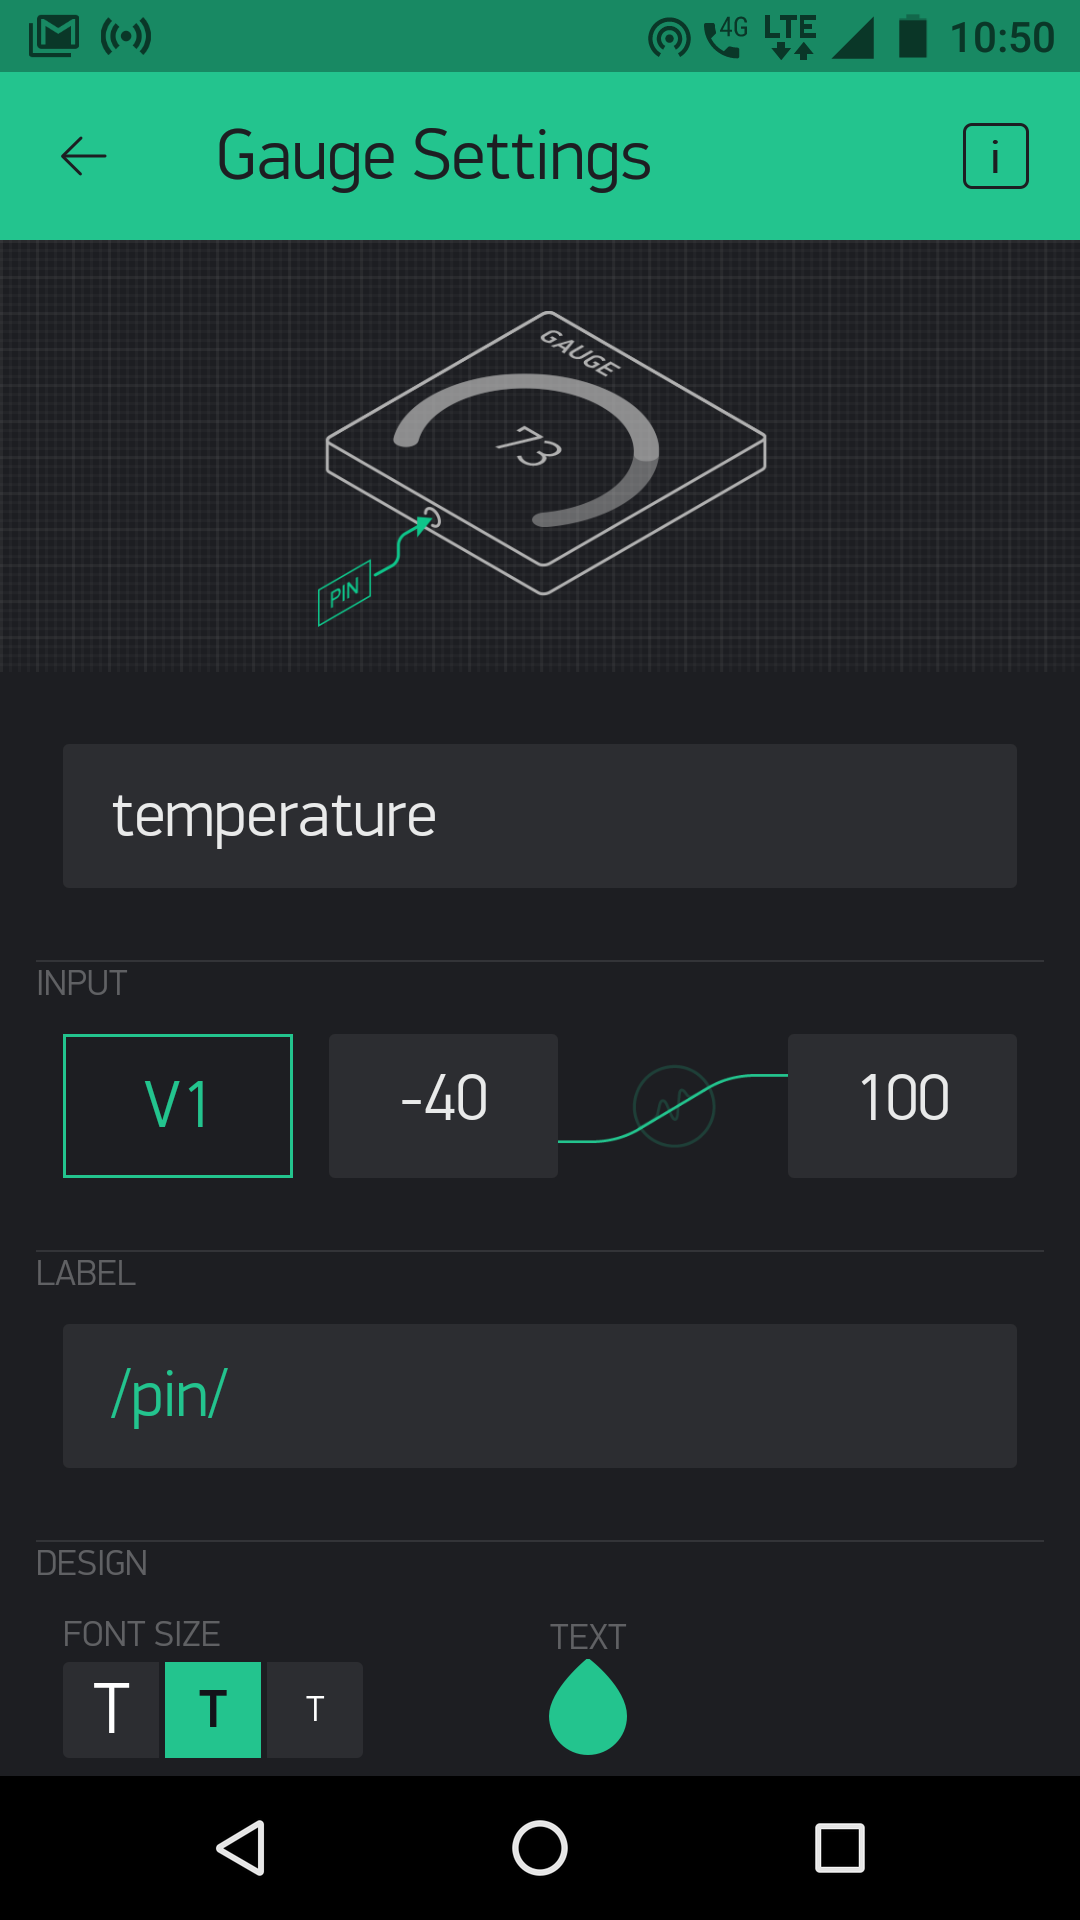 4G LTE 10:50
Gauge Settings i
GAUGE
73
PIN
temperature
INPUT
V1 -40 100
LABEL
/pin/
DESIGN
FONT SIZE TEXT
T T T